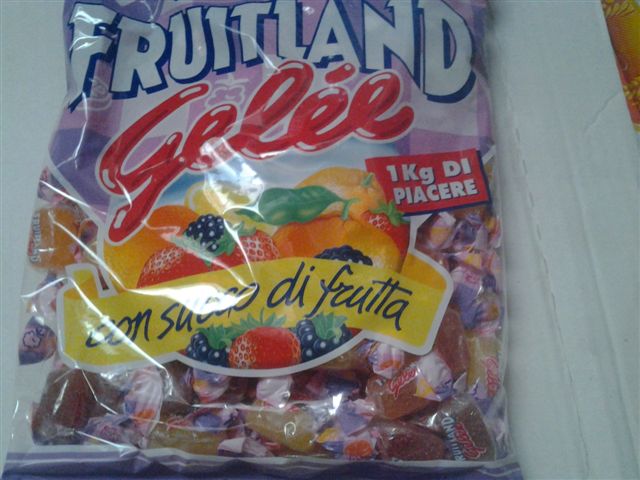 FRUITLAND
Gelée
1Kg DI
PIACERE
con succo di frutta